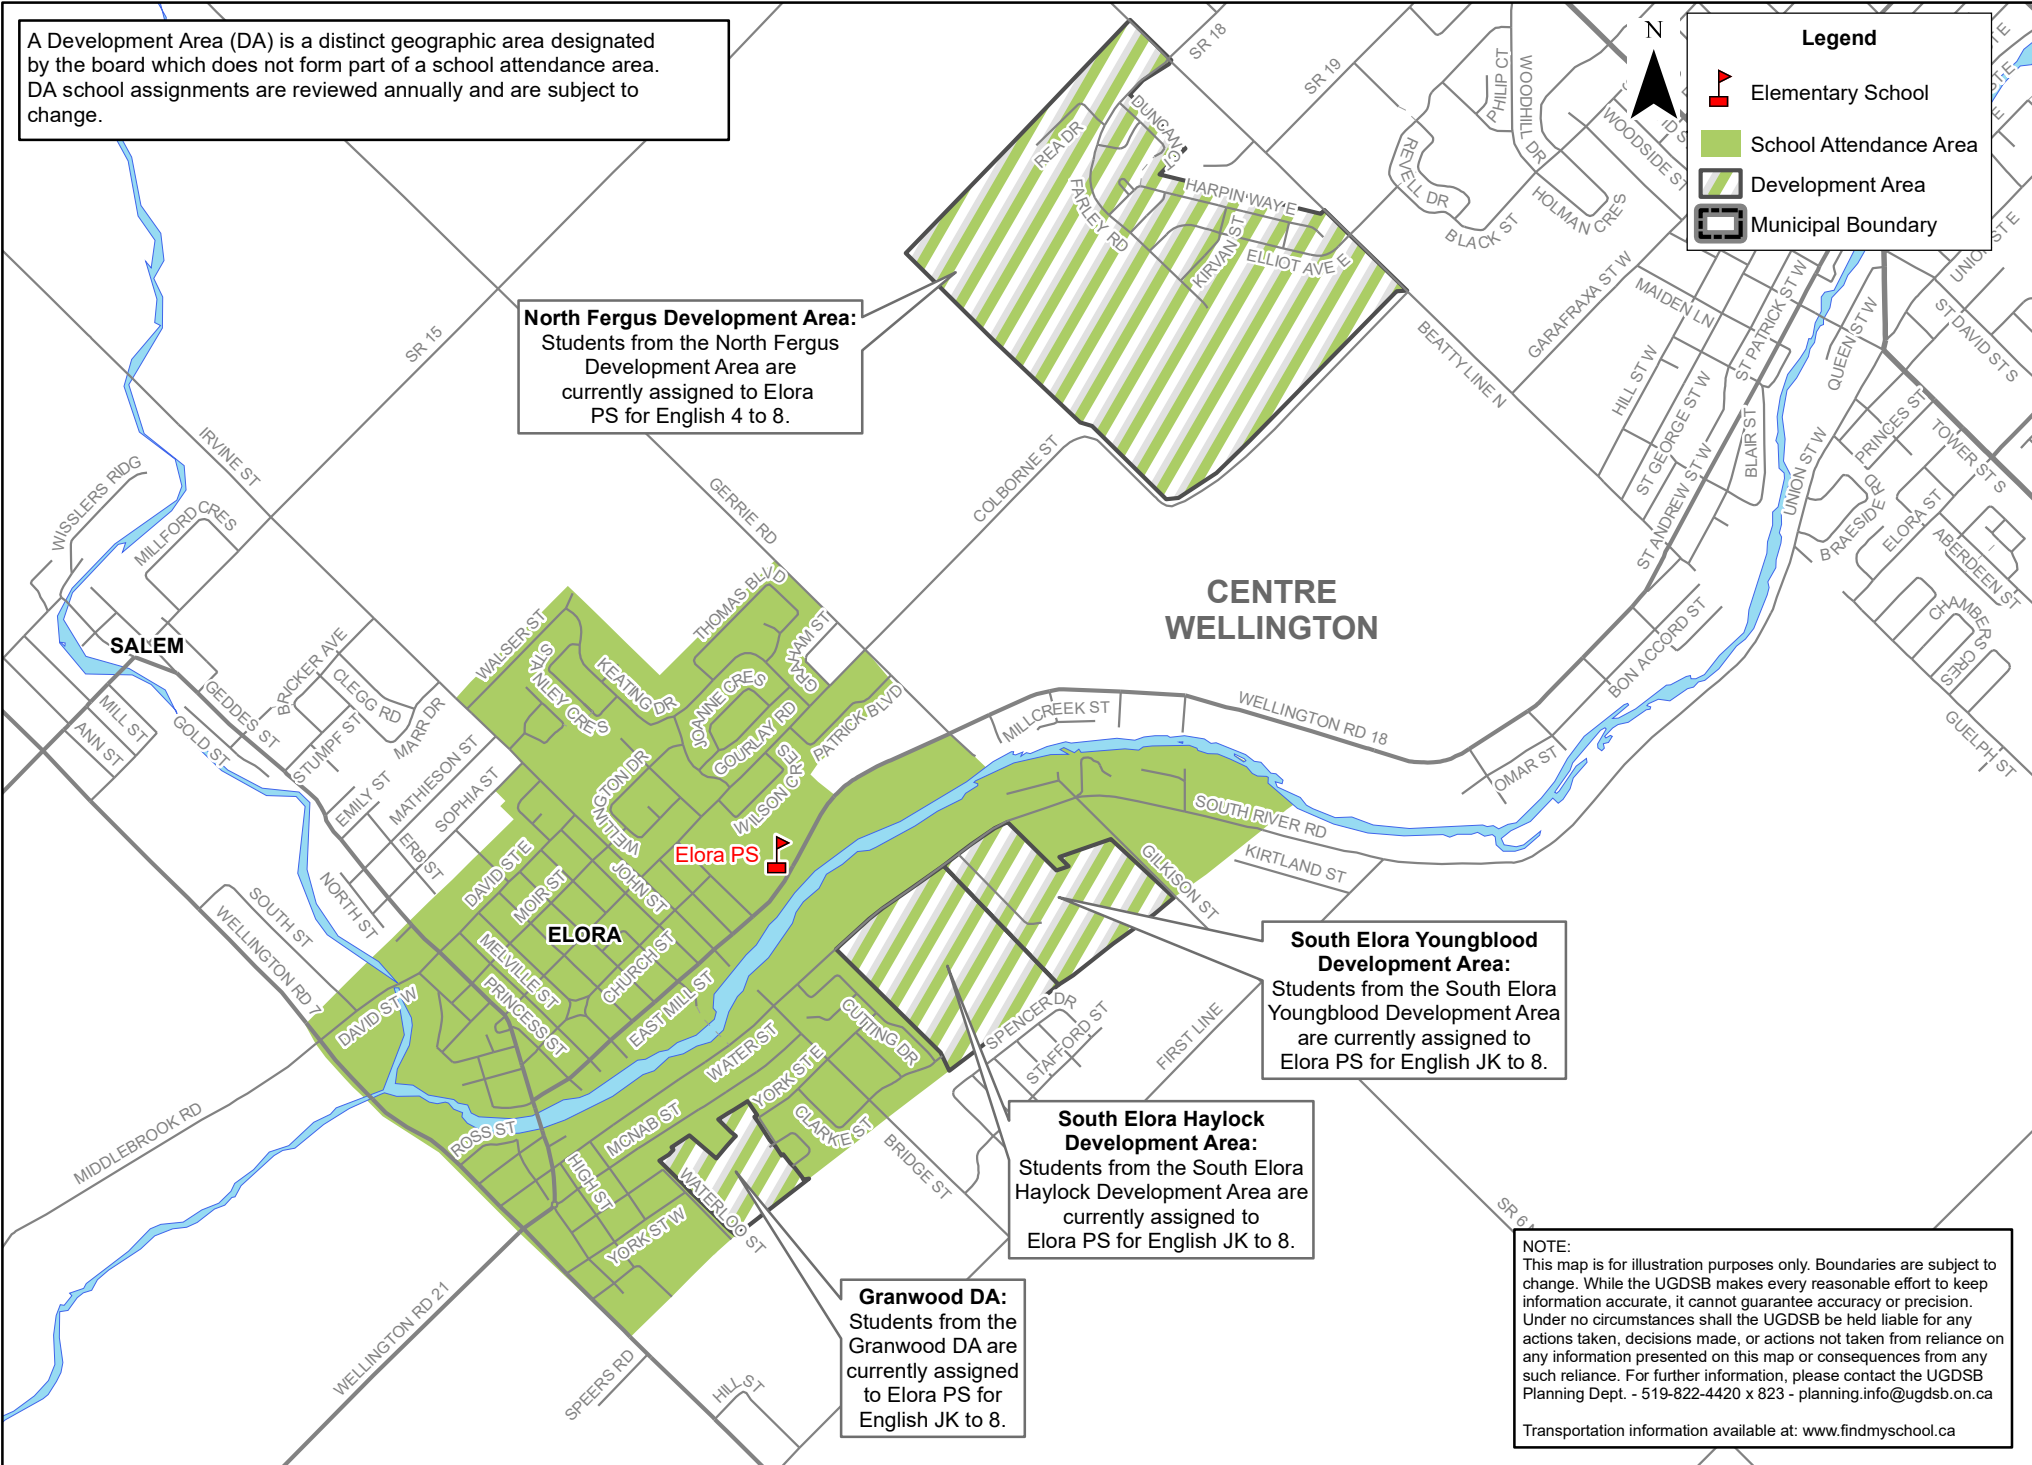 A Development Area (DA) is a distinct geographic area designated
by the board which does not form part of a school attendance area.
DA school assignments are reviewed annually and are subject to
change.
N
Legend
Elementary School
School Attendance Area
Development Area
Municipal Boundary
SR 18
SR 19
PHILIP CT
WOODHILL DR
WOODSIDE ST
REVELL DR
HOLMAN CRES
BLACK ST
UNION ST E
DUNCAN CT
REA DR
FARLEY RD
HARPIN WAY E
KIRVAN ST
ELLIOT AVE E
BEATTY LINE N
GARAFRAXA ST W
MAIDEN LN
ST PATRICK ST W
QUEEN ST W
ST DAVID ST S
HILL ST W
ST GEORGE ST W
ST ANDREW ST W
BLAIR ST
UNION ST W
PRINCES ST
TOWER ST S
BRAESIDE RD
ELORA ST
ABERDEEN ST
CHAMBERS CRES
GUELPH ST
North Fergus Development Area:
Students from the North Fergus
Development Area are
currently assigned to Elora
PS for English 4 to 8.
SR 15
IRVINE ST
GERRIE RD
COLBORNE ST
WISSLERS RIDG
MILLFORD CRES
SALEM
CENTRE
WELLINGTON
BRICKER AVE
CLEGG RD
MARR DR
GEDDES ST
STUMPF ST
MILL ST
ANN ST
GOLD ST
EMILY ST
MATHIESON ST
SOPHIA ST
ERB ST
NORTH ST
SOUTH ST
WELLINGTON RD 7
WALSER ST
STANLEY CRES
KEATING DR
THOMAS BLVD
GRAHAM ST
JOANNE CRES
GOURLAY RD
PATRICK BLVD
WILSON CRES
WELLINGTON DR
Elora PS
DAVID ST E
MOIR ST
JOHN ST
ELORA
MELVILLE ST
CHURCH ST
PRINCESS ST
EAST MILL ST
DAVID ST W
MILLCREEK ST
WELLINGTON RD 18
BON ACCORD ST
OMAR ST
SOUTH RIVER RD
KIRTLAND ST
GILKISON ST
WATER ST
CUTTING DR
YORK ST E
CLARKE ST
BRIDGE ST
SPENCER DR
STAFFORD ST
FIRST LINE
MIDDLEBROOK RD
ROSS ST
MCNAB ST
HIGH ST
WATERLOO ST
YORK ST W
WELLINGTON RD 21
SPEERS RD
HILL ST
South Elora Youngblood
Development Area:
Students from the South Elora
Youngblood Development Area
are currently assigned to
Elora PS for English JK to 8.
South Elora Haylock
Development Area:
Students from the South Elora
Haylock Development Area are
currently assigned to
Elora PS for English JK to 8.
Granwood DA:
Students from the
Granwood DA are
currently assigned
to Elora PS for
English JK to 8.
SR 6
NOTE:
This map is for illustration purposes only. Boundaries are subject to
change. While the UGDSB makes every reasonable effort to keep
information accurate, it cannot guarantee accuracy or precision.
Under no circumstances shall the UGDSB be held liable for any
actions taken, decisions made, or actions not taken from reliance on
any information presented on this map or consequences from any
such reliance. For further information, please contact the UGDSB
Planning Dept. - 519-822-4420 x 823 - planning.info@ugdsb.on.ca
Transportation information available at: www.findmyschool.ca